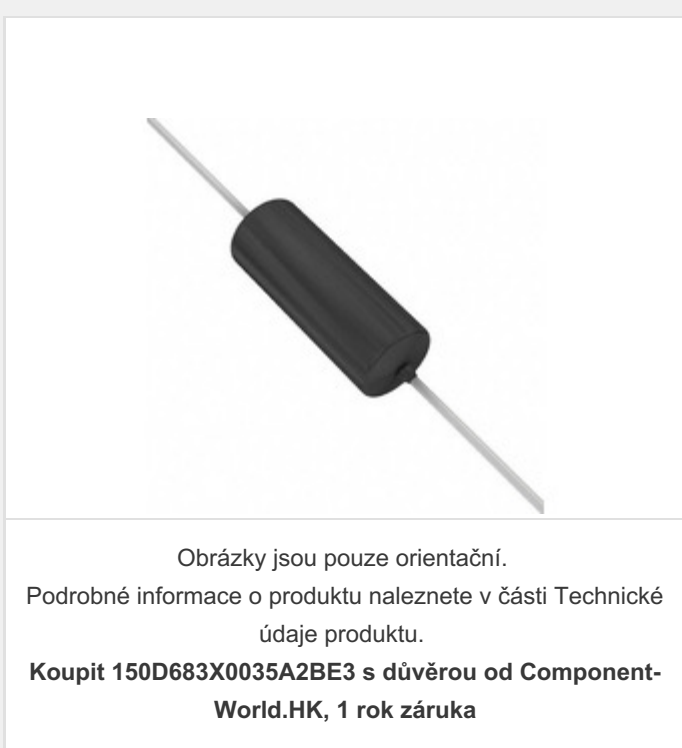 Obrázky jsou pouze orientační.
Podrobné informace o produktu naleznete v části Technické
údaje produktu.
Koupit 150D683X0035A2BE3 s důvěrou od Component-
World.HK, 1 rok záruka